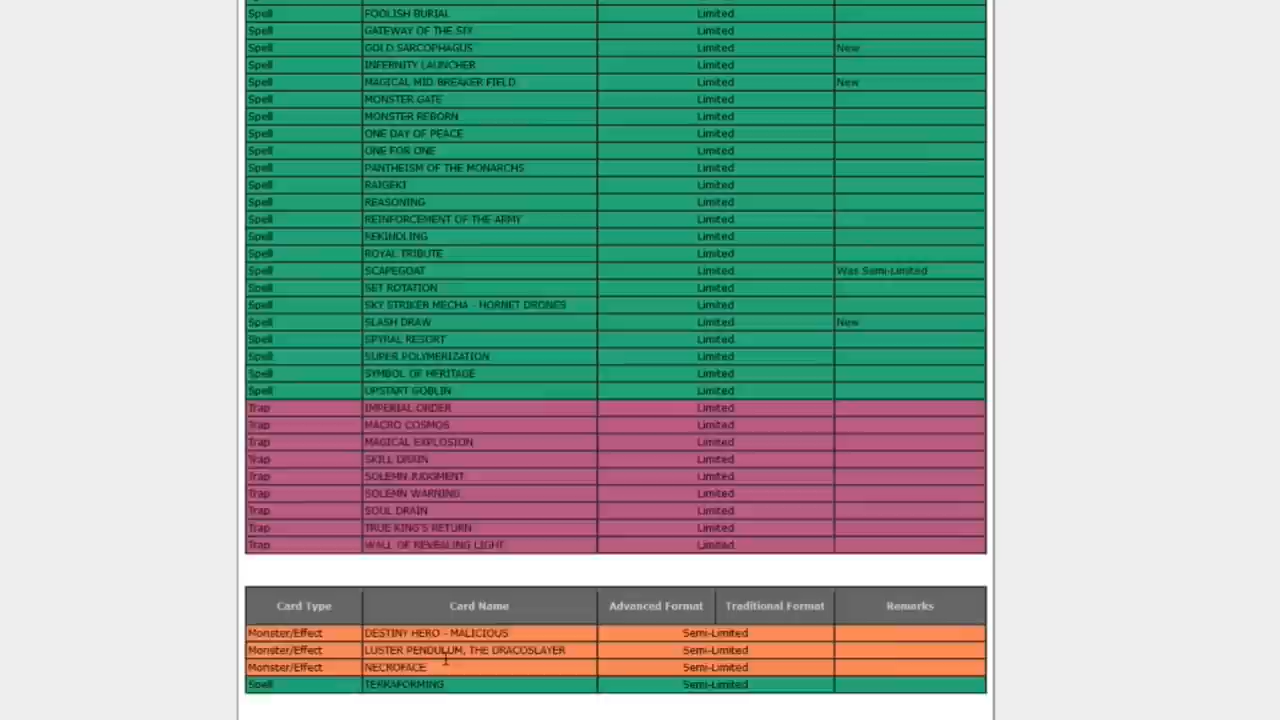 Spell FOOLISH BURIAL Limited
Spell GATEWAY OF THE SIX Limited
Spell GOLD SARCOPHAGUS Limited New
Spell INFERNITY LAUNCHER Limited
Spell MAGICAL MID BREAKER FIELD Limited New
Spell MONSTER GATE Limited
Spell MONSTER REBORN Limited
Spell ONE DAY OF PEACE Limited
Spell ONE FOR ONE Limited
Spell PANTHEISM OF THE MONARCHS Limited
Spell RAIGEKI Limited
Spell REASONING Limited
Spell REINFORCEMENT OF THE ARMY Limited
Spell REKINDLING Limited
Spell ROYAL TRIBUTE Limited
Spell SCAPEGOAT Limited Was Semi-Limited
Spell SET ROTATION Limited
Spell SKY STRIKER MECHA - HORNET DRONES Limited
Spell SLASH DRAW Limited New
Spell SPYRAL RESORT Limited
Spell SUPER POLYMERIZATION Limited
Spell SYMBOL OF HERITAGE Limited
Spell UPSTART GOBLIN Limited
Trap IMPERIAL ORDER Limited
Trap MACRO COSMOS Limited
Trap MAGICAL EXPLOSION Limited
Trap SKILL DRAIN Limited
Trap SOLEMN JUDGMENT Limited
Trap SOLEMN WARNING Limited
Trap SOUL DRAIN Limited
Trap TRUE KING'S RETURN Limited
Trap WALL OF REVEALING LIGHT Limited
Card Type Card Name Advanced Format Traditional Format Remarks
Monster/Effect DESTINY HERO - MALICIOUS Semi-Limited
Monster/Effect LUSTER PENDULUM, THE DRACOSLAYER Semi-Limited
Monster/Effect NECROFACE Semi-Limited
Spell TERRAFORMING Semi-Limited